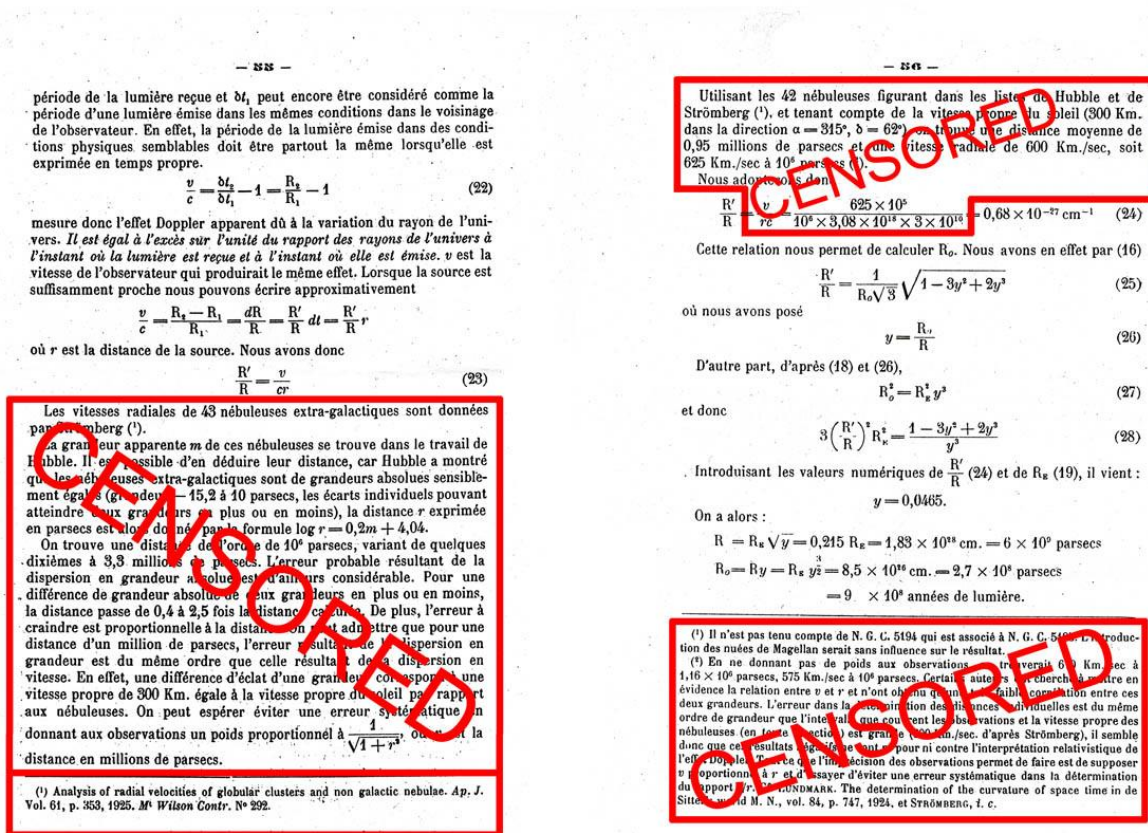 — 55 —
période de la lumière reçue et δt₁ peut encore être considéré comme la
période d'une lumière émise dans les mêmes conditions dans le voisinage
de l'observateur. En effet, la période de la lumière émise dans des condi-
tions physiques semblables doit être partout la même lorsqu'elle est
exprimée en temps propre.
v/c = δt₂/δt₁ — 1 = R₂/R₁ — 1 (22)
mesure donc l'effet Doppler apparent dû à la variation du rayon de l'uni-
vers. Il est égal à l'excès sur l'unité du rapport des rayons de l'univers à
l'instant où la lumière est reçue et à l'instant où elle est émise. v est la
vitesse de l'observateur qui produirait le même effet. Lorsque la source est
suffisamment proche nous pouvons écrire approximativement
v/c = R₂ — R₁/R₁ = dR/R = R'/R dt = R'/R r
où r est la distance de la source. Nous avons donc
R'/R = v/cr (23)
Les vitesses radiales de 43 nébuleuses extra-galactiques sont données
par Strömberg (¹).
La grandeur apparente m de ces nébuleuses se trouve dans le travail de
Hubble. Il est possible d'en déduire leur distance, car Hubble a montré
que les nébuleuses extra-galactiques sont de grandeurs absolues sensible-
ment égales (grandeur — 15,2 à 10 parsecs, les écarts individuels pouvant
atteindre deux grandeurs en plus ou en moins), la distance r exprimée
en parsecs est alors donnée par la formule log r = 0,2m + 4,04.
On trouve une distance de l'ordre de 10⁶ parsecs, variant de quelques
dixièmes à 3,3 millions de parsecs. L'erreur probable résultant de la
dispersion en grandeur absolue est d'ailleurs considérable. Pour une
différence de grandeur absolue de deux grandeurs en plus ou en moins,
la distance passe de 0,4 à 2,5 fois la distance calculée. De plus, l'erreur à
craindre est proportionnelle à la distance. On peut admettre que pour une
distance d'un million de parsecs, l'erreur résultant de la dispersion en
grandeur est du même ordre que celle résultant de la dispersion en
vitesse. En effet, une différence d'éclat d'une grandeur correspond à une
vitesse propre de 300 Km. égale à la vitesse propre du soleil par rapport
aux nébuleuses. On peut espérer éviter une erreur systématique en
donnant aux observations un poids proportionnel à 1/√1 + r², où r est la
distance en millions de parsecs.
(¹) Analysis of radial velocities of globular clusters and non galactic nebulae. Ap. J.
Vol. 61, p. 353, 1925. Mᵗ Wilson Contr. Nº 292.
CENSORED
— 56 —
Utilisant les 42 nébuleuses figurant dans les listes de Hubble et de
Strömberg (¹), et tenant compte de la vitesse propre du soleil (300 Km.
dans la direction α = 315°, δ = 62°) on trouve une distance moyenne de
0,95 millions de parsecs et une vitesse radiale de 600 Km./sec, soit
625 Km./sec à 10⁶ parsecs (²).
Nous adopterons donc
R'/R = v/rc = 625 × 10⁵/10⁶ × 3,08 × 10¹⁸ × 3 × 10¹⁰ = 0,68 × 10⁻²⁷ cm⁻¹ (24)
CENSORED
Cette relation nous permet de calculer R₀. Nous avons en effet par (16)
R'/R = 1/R₀√3 √1 — 3y² + 2y³ (25)
où nous avons posé
y = R₀/R (26)
D'autre part, d'après (18) et (26),
R₀² = R_E² y³ (27)
et donc
3(R'/R)² R_E² = 1 — 3y² + 2y³/y³ (28)
Introduisant les valeurs numériques de R'/R (24) et de R_E (19), il vient :
y = 0,0465.
On a alors :
R = R_E √y = 0,215 R_E = 1,83 × 10²⁸ cm. = 6 × 10⁹ parsecs
R₀ = Ry = R_E y^3/2 = 8,5 × 10²⁶ cm. = 2,7 × 10⁸ parsecs
= 9 × 10⁸ années de lumière.
(¹) Il n'est pas tenu compte de N. G. C. 5194 qui est associé à N. G. C. L'introduc-
tion des nuées de Magellan serait sans influence sur le résultat.
(²) En ne donnant pas de poids aux observations, on trouverait Km./sec à
1,16 × 10⁶ parsecs, 575 Km./sec à 10⁶ parsecs. Certains auteurs ont cherché à mettre en
évidence la relation entre v et r et n'ont obtenu qu'une très faible corrélation entre ces
deux grandeurs. L'erreur dans la détermination des distances individuelles est du même
ordre de grandeur que l'intervalle que couvrent les observations et la vitesse propre des
nébuleuses (en toute direction) est grande (300 Km./sec. d'après Strömberg), il semble
donc que ces résultats négatifs ne sont ni pour ni contre l'interprétation relativistique de
l'effet Doppler. Tout ce que l'imprécision des observations permet de faire est de supposer
v proportionnel à r et d'essayer d'éviter une erreur systématique dans la détermination
du rapport v/r. Cf. LUNDMARK. The determination of the curvature of space time in de
Sitter's world M. N., vol. 84, p. 747, 1924, et STRÖMBERG, l. c.
CENSORED